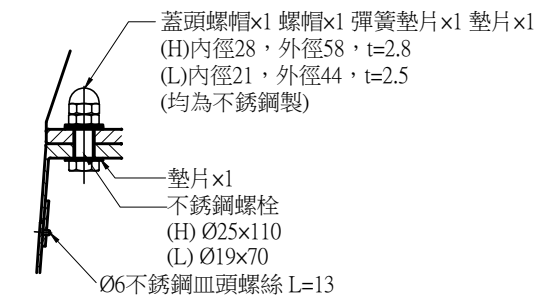 蓋頭螺帽×1 螺帽×1 彈簧墊片×1 墊片×1
(H)內徑28，外徑58，t=2.8
(L)內徑21，外徑44，t=2.5
(均為不銹鋼製)
墊片×1
不銹鋼螺栓
(H) Ø25×110
(L) Ø19×70
Ø6不銹鋼皿頭螺絲 L=13